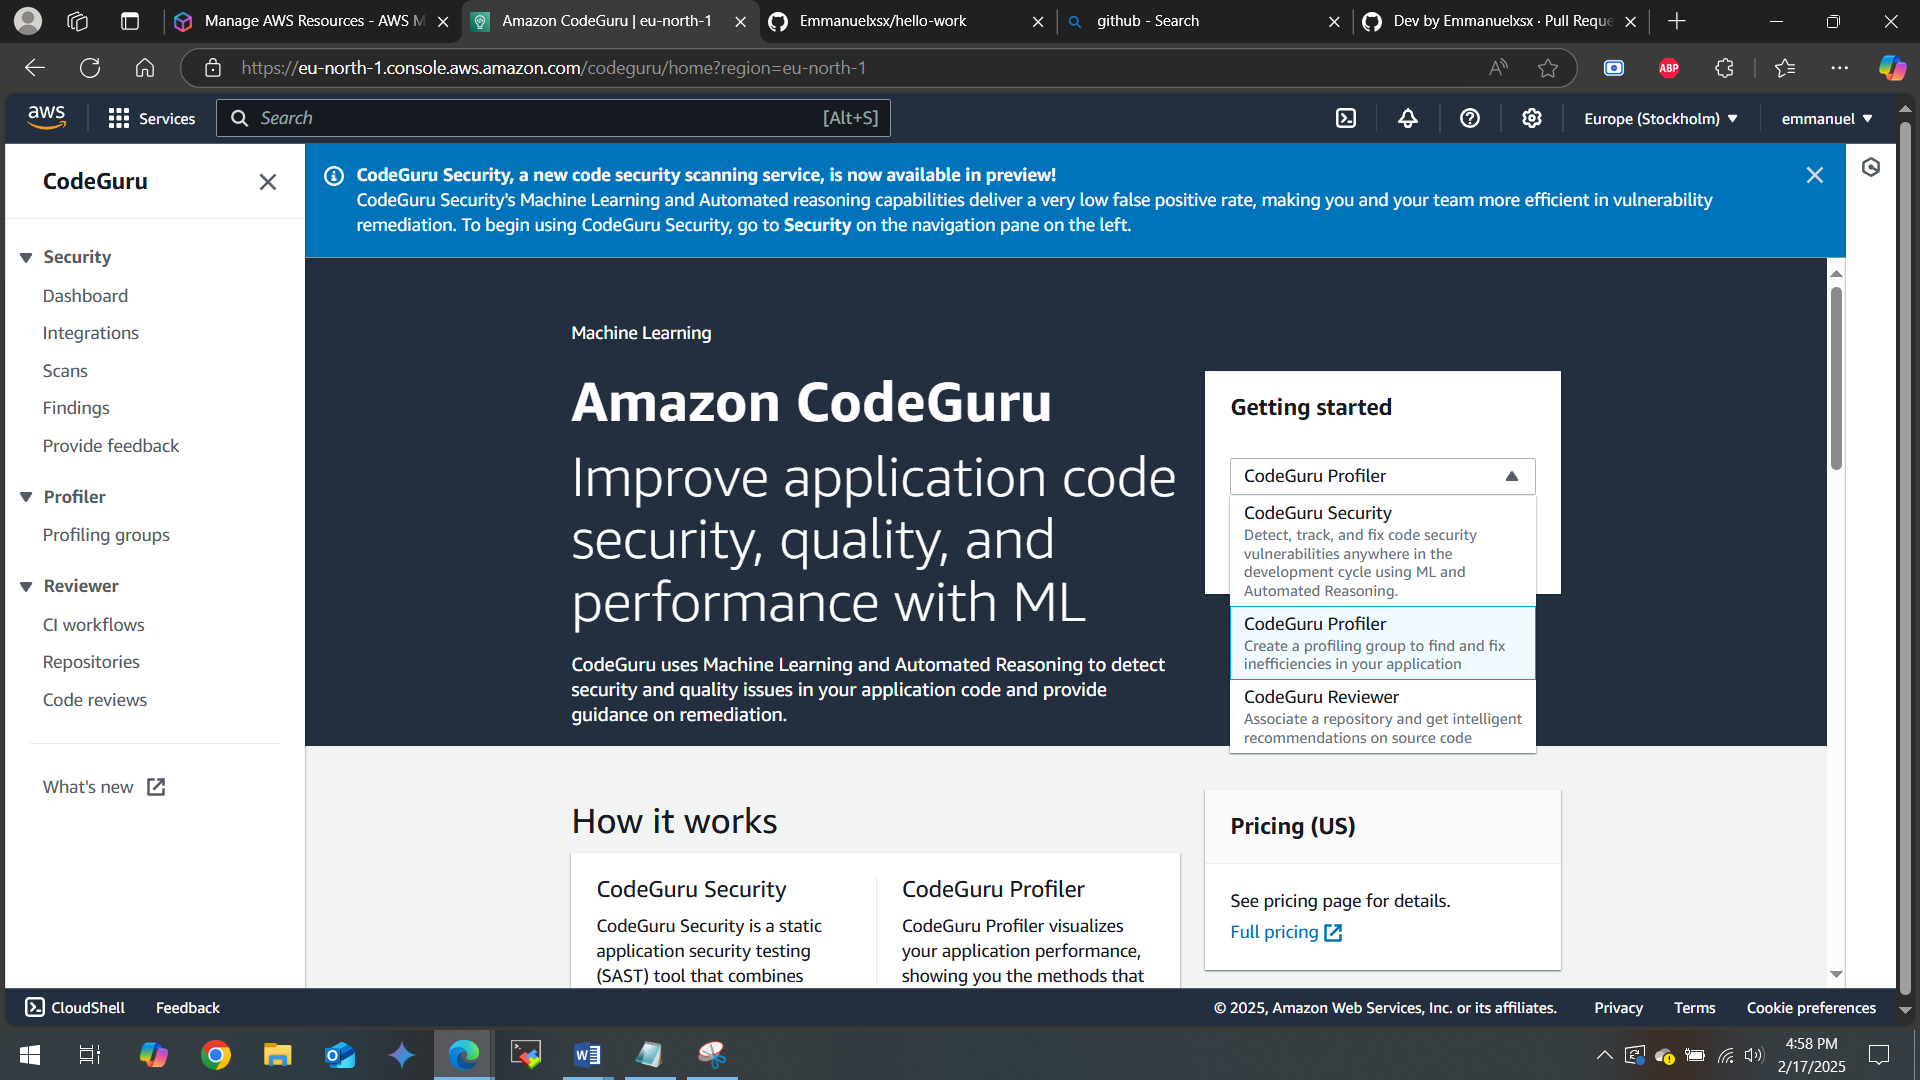 Manage AWS Resources - AWS M
Amazon CodeGuru | eu-north-1
Emmanuelxsx/hello-work
github - Search
Dev by Emmanuelxsx · Pull Reque
https://eu-north-1.console.aws.amazon.com/codeguru/home?region=eu-north-1
ABP
aws
Services
Search
[Alt+S]
Europe (Stockholm)
emmanuel
CodeGuru
CodeGuru Security, a new code security scanning service, is now available in preview!
CodeGuru Security's Machine Learning and Automated reasoning capabilities deliver a very low false positive rate, making you and your team more efficient in vulnerability
remediation. To begin using CodeGuru Security, go to Security on the navigation pane on the left.
Security
Dashboard
Integrations
Scans
Findings
Provide feedback
Profiler
Profiling groups
Reviewer
CI workflows
Repositories
Code reviews
What's new
Machine Learning
Amazon CodeGuru
Improve application code
security, quality, and
performance with ML
CodeGuru uses Machine Learning and Automated Reasoning to detect
security and quality issues in your application code and provide
guidance on remediation.
Getting started
CodeGuru Profiler
CodeGuru Security
Detect, track, and fix code security
vulnerabilities anywhere in the
development cycle using ML and
Automated Reasoning.
CodeGuru Profiler
Create a profiling group to find and fix
inefficiencies in your application
CodeGuru Reviewer
Associate a repository and get intelligent
recommendations on source code
How it works
CodeGuru Security
CodeGuru Security is a static
application security testing
(SAST) tool that combines
CodeGuru Profiler
CodeGuru Profiler visualizes
your application performance,
showing you the methods that
Pricing (US)
See pricing page for details.
Full pricing
CloudShell
Feedback
© 2025, Amazon Web Services, Inc. or its affiliates.
Privacy
Terms
Cookie preferences
4:58 PM
2/17/2025